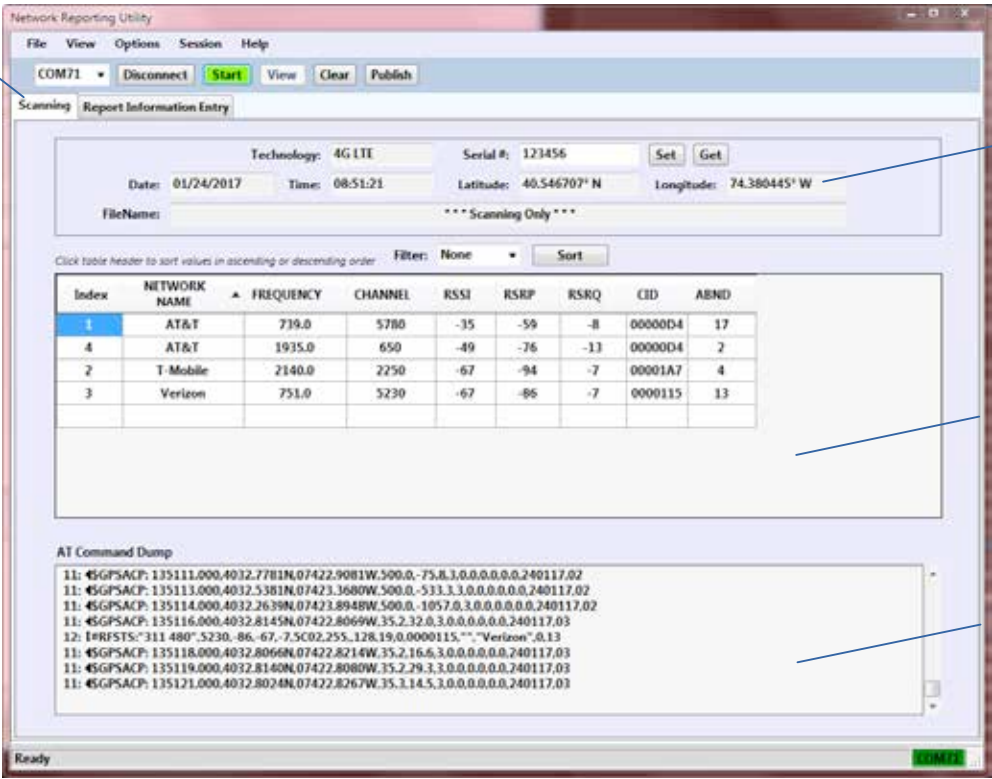 Network Reporting Utility
File View Options Session Help
COM71 Disconnect Start View Clear Publish
Scanning Report Information Entry
Technology: 4G LTE Serial #: 123456 Set Get
Date: 01/24/2017 Time: 08:51:21 Latitude: 40.546707° N Longitude: 74.380445° W
FileName: * * * Scanning Only * * *
Click table header to sort values in ascending or descending order Filter: None Sort
Index NETWORK NAME FREQUENCY CHANNEL RSSI RSRP RSRQ CID ABND
1 AT&T 739.0 5780 -35 -59 -8 00000D4 17
4 AT&T 1935.0 650 -49 -76 -13 00000D4 2
2 T-Mobile 2140.0 2250 -67 -94 -7 00001A7 4
3 Verizon 751.0 5230 -67 -86 -7 0000115 13
AT Command Dump
11: $GPSACP: 135111.000,4032.7781N,07422.9081W,500.0,-75.8,3,0.0,0.0,0.0,240117,02
11: $GPSACP: 135113.000,4032.5381N,07423.3680W,500.0,-533.3,3,0.0,0.0,0.0,240117,02
11: $GPSACP: 135114.000,4032.2639N,07423.8948W,500.0,-1057.0,3,0.0,0.0,0.0,240117,02
11: $GPSACP: 135116.000,4032.8145N,07422.8069W,35.2,32.0,3,0.0,0.0,0.0,240117,03
12: #RFSTS:"311 480",5230,-86,-67,-7,5C02,255,,128,19,0,0000115,"","Verizon",0,13
11: $GPSACP: 135118.000,4032.8066N,07422.8214W,35.2,16.6,3,0.0,0.0,0.0,240117,03
11: $GPSACP: 135119.000,4032.8140N,07422.8080W,35.2,29.3,3,0.0,0.0,0.0,240117,03
11: $GPSACP: 135121.000,4032.8024N,07422.8267W,35.3,14.5,3,0.0,0.0,0.0,240117,03
Ready COM71